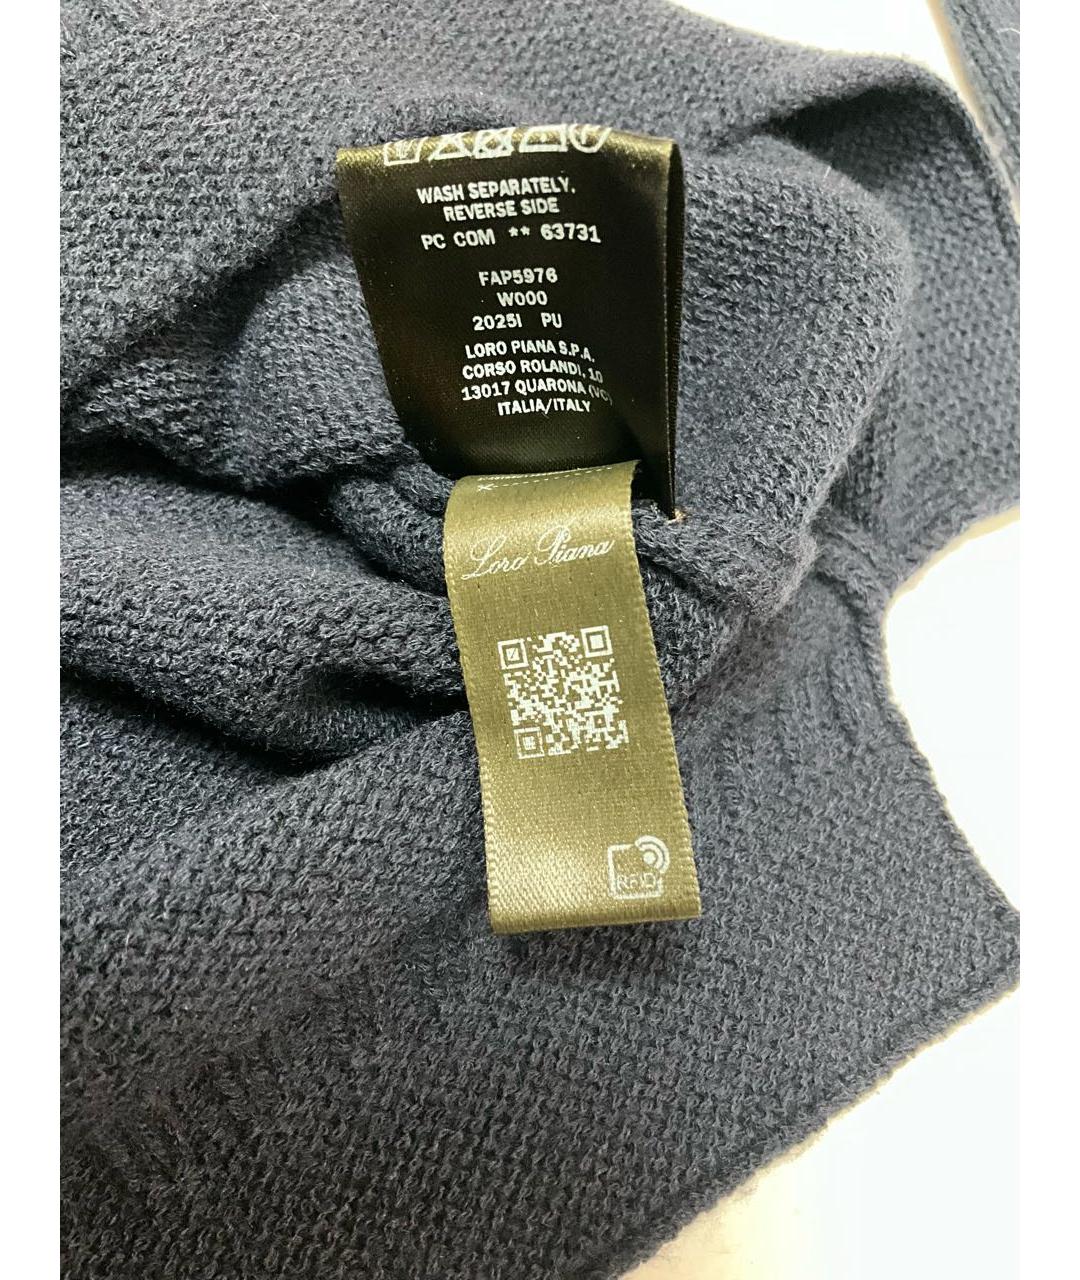 WASH SEPARATELY.
REVERSE SIDE
PC COM ** 63731
FAP5976
W000
2025I PU
LORO PIANA S.P.A.
CORSO ROLANDI, 10
13017 QUARONA (VC)
ITALIA/ITALY
Loro Piana
RFID